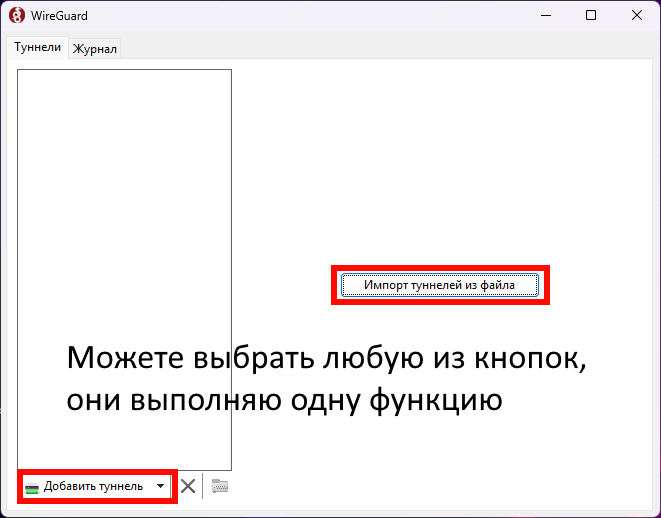 WireGuard
Туннели
Журнал
Импорт туннелей из файла
Можете выбрать любую из кнопок,
они выполняю одну функцию
Добавить туннель